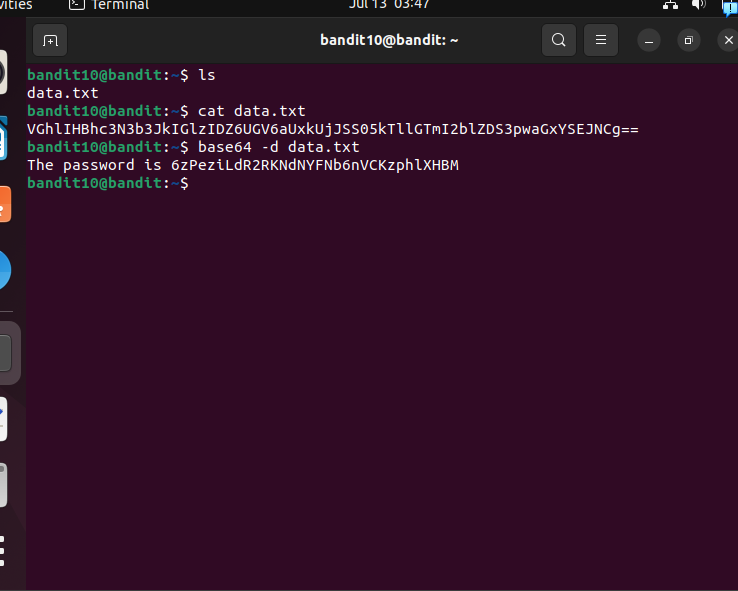 vities Terminal Jul 13 03:47
bandit10@bandit: ~
bandit10@bandit:~$ ls
data.txt
bandit10@bandit:~$ cat data.txt
VGhlIHBhc3N3b3JkIGlzIDZ6UGV6aUxkUjJSS05kTllGTmI2blZDS3pwaGxYSEJNCg==
bandit10@bandit:~$ base64 -d data.txt
The password is 6zPeziLdR2RKNdNYFNb6nVCKzphlXHBM
bandit10@bandit:~$